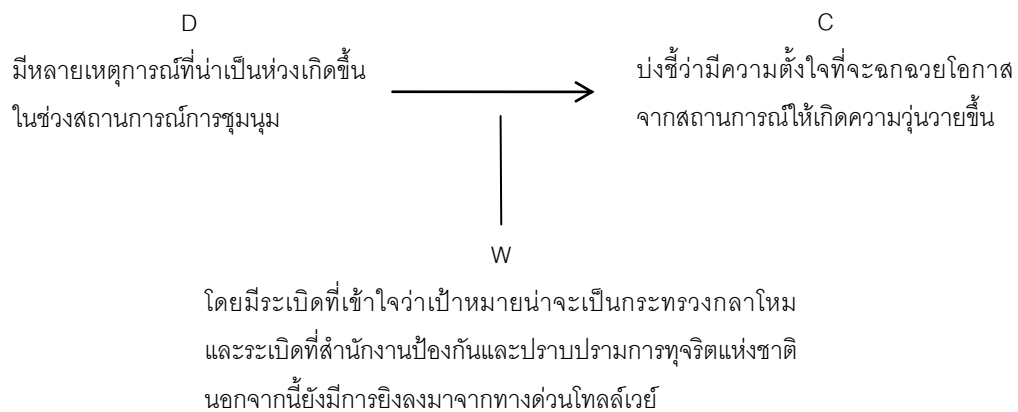 D
มีหลายเหตุการณ์ที่น่าเป็นห่วงเกิดขึ้น
ในช่วงสถานการณ์การชุมนุม
C
บ่งชี้ว่ามีความตั้งใจที่จะฉกฉวยโอกาส
จากสถานการณ์ให้เกิดความวุ่นวายขึ้น
W
โดยมีระเบิดที่เข้าใจว่าเป้าหมายน่าจะเป็นกระทรวงกลาโหม
และระเบิดที่สำนักงานป้องกันและปราบปรามการทุจริตแห่งชาติ
นอกจากนี้ยังมีการยิงลงมาจากทางด่วนโทลล์เวย์